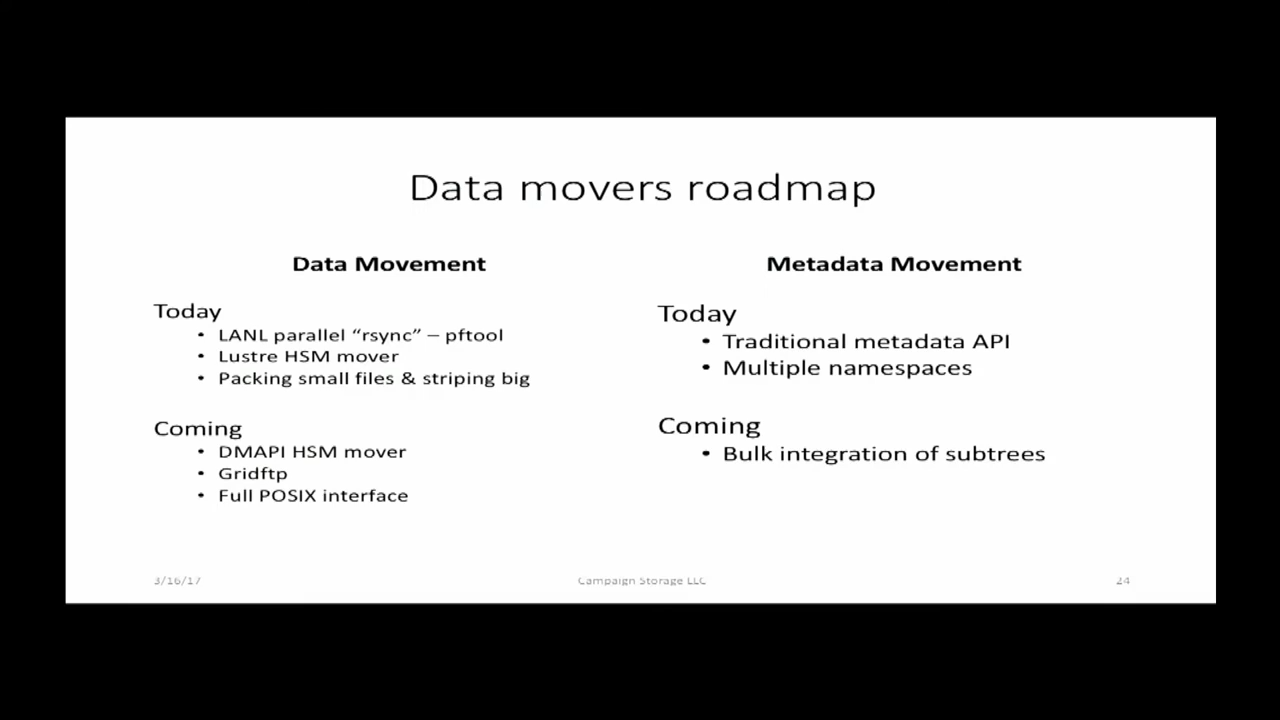 Data movers roadmap
Data Movement
Today
• LANL parallel “rsync” – pftool
• Lustre HSM mover
• Packing small files & striping big
Coming
• DMAPI HSM mover
• Gridftp
• Full POSIX interface
Metadata Movement
Today
• Traditional metadata API
• Multiple namespaces
Coming
• Bulk integration of subtrees
3/16/17
Campaign Storage LLC
24